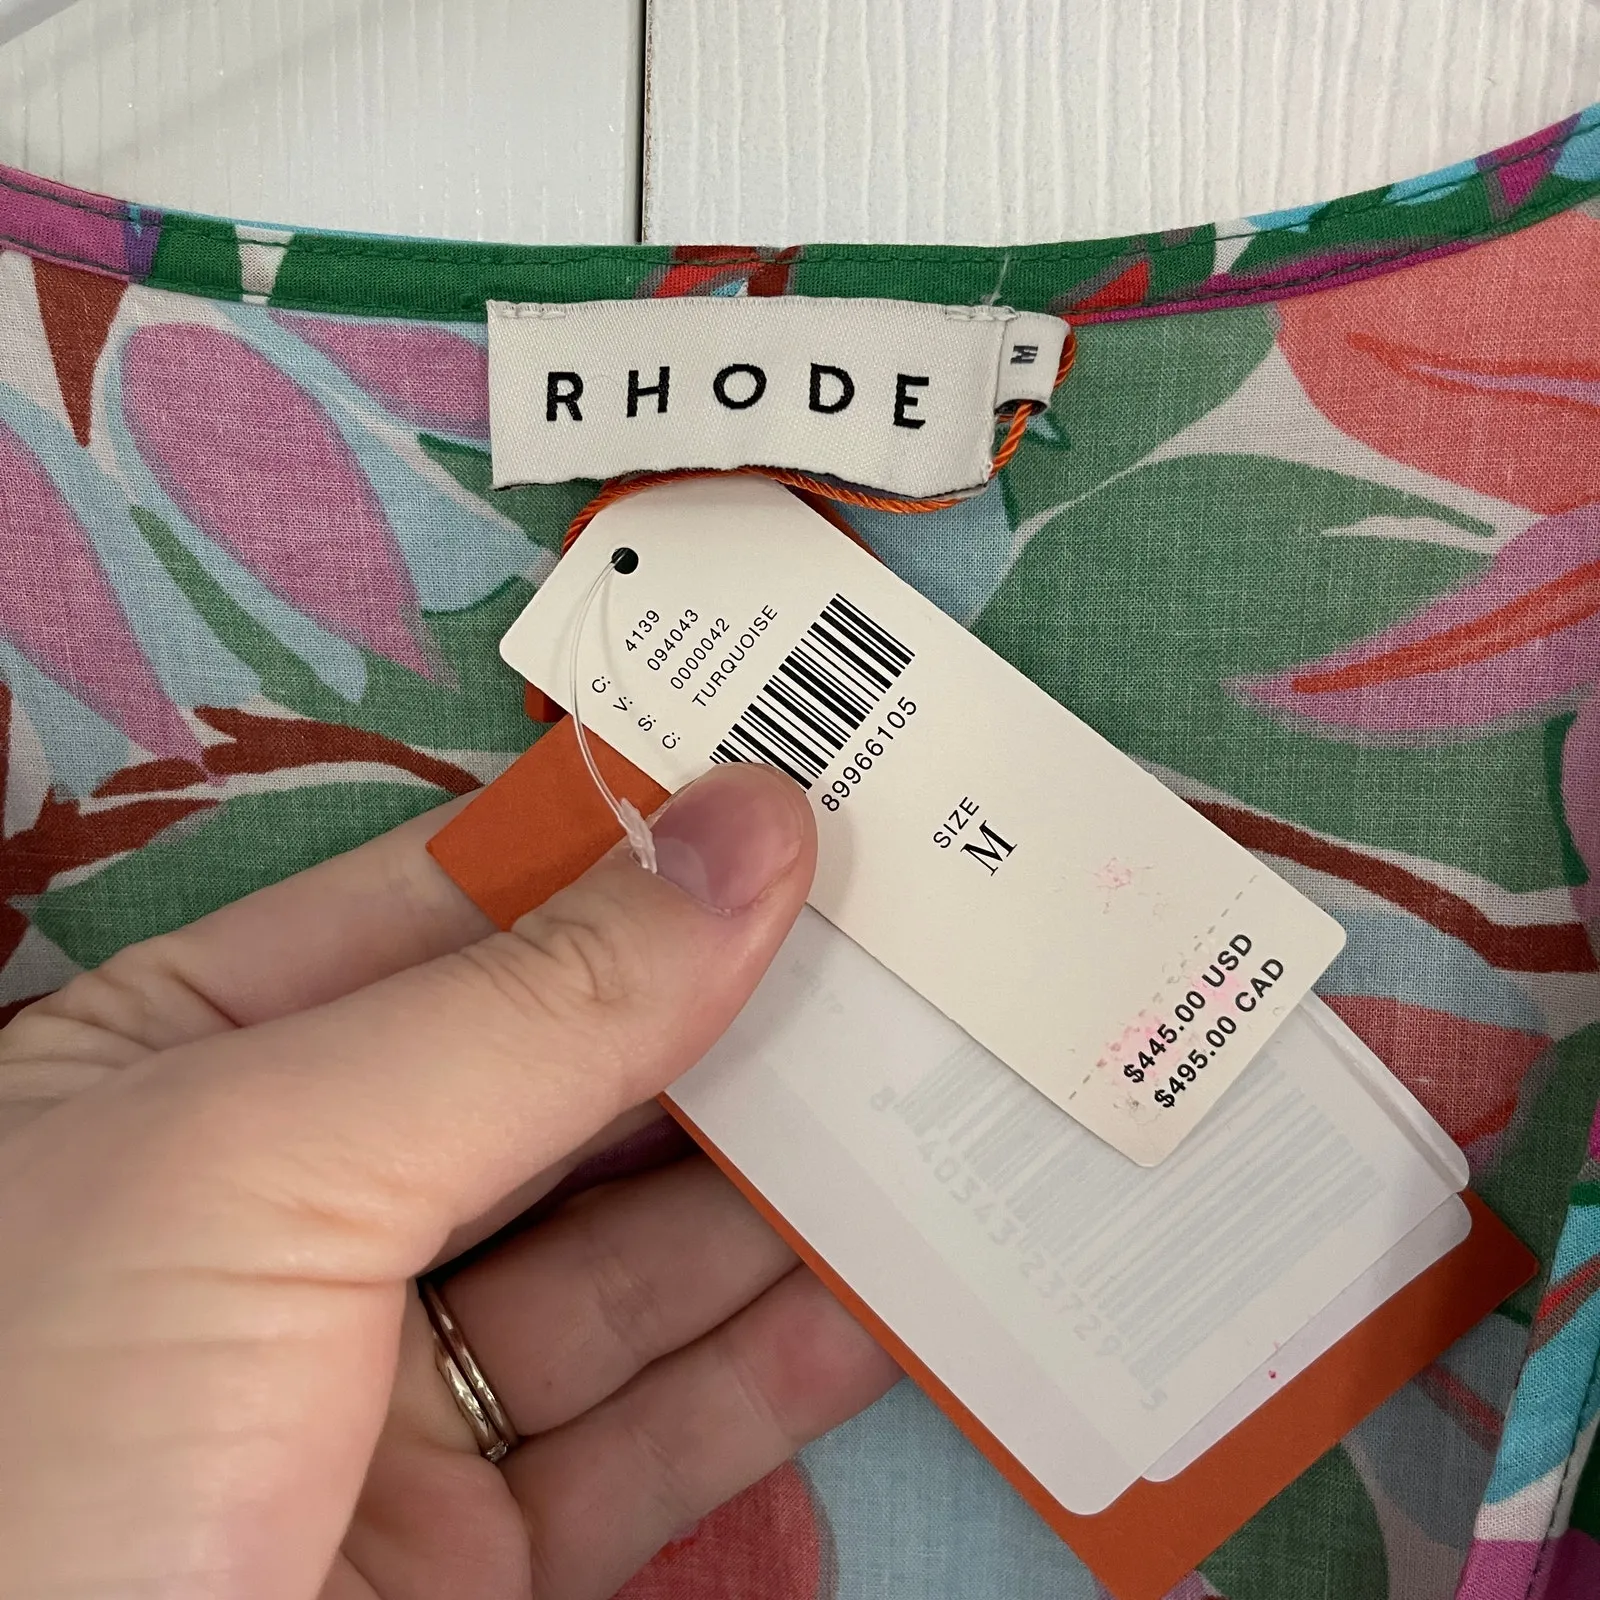 RHODE
M
C: 4139
V: 094043
S: 0000042
C: TURQUOISE
89966105
SIZE
M
$445.00 USD
$495.00 CAD